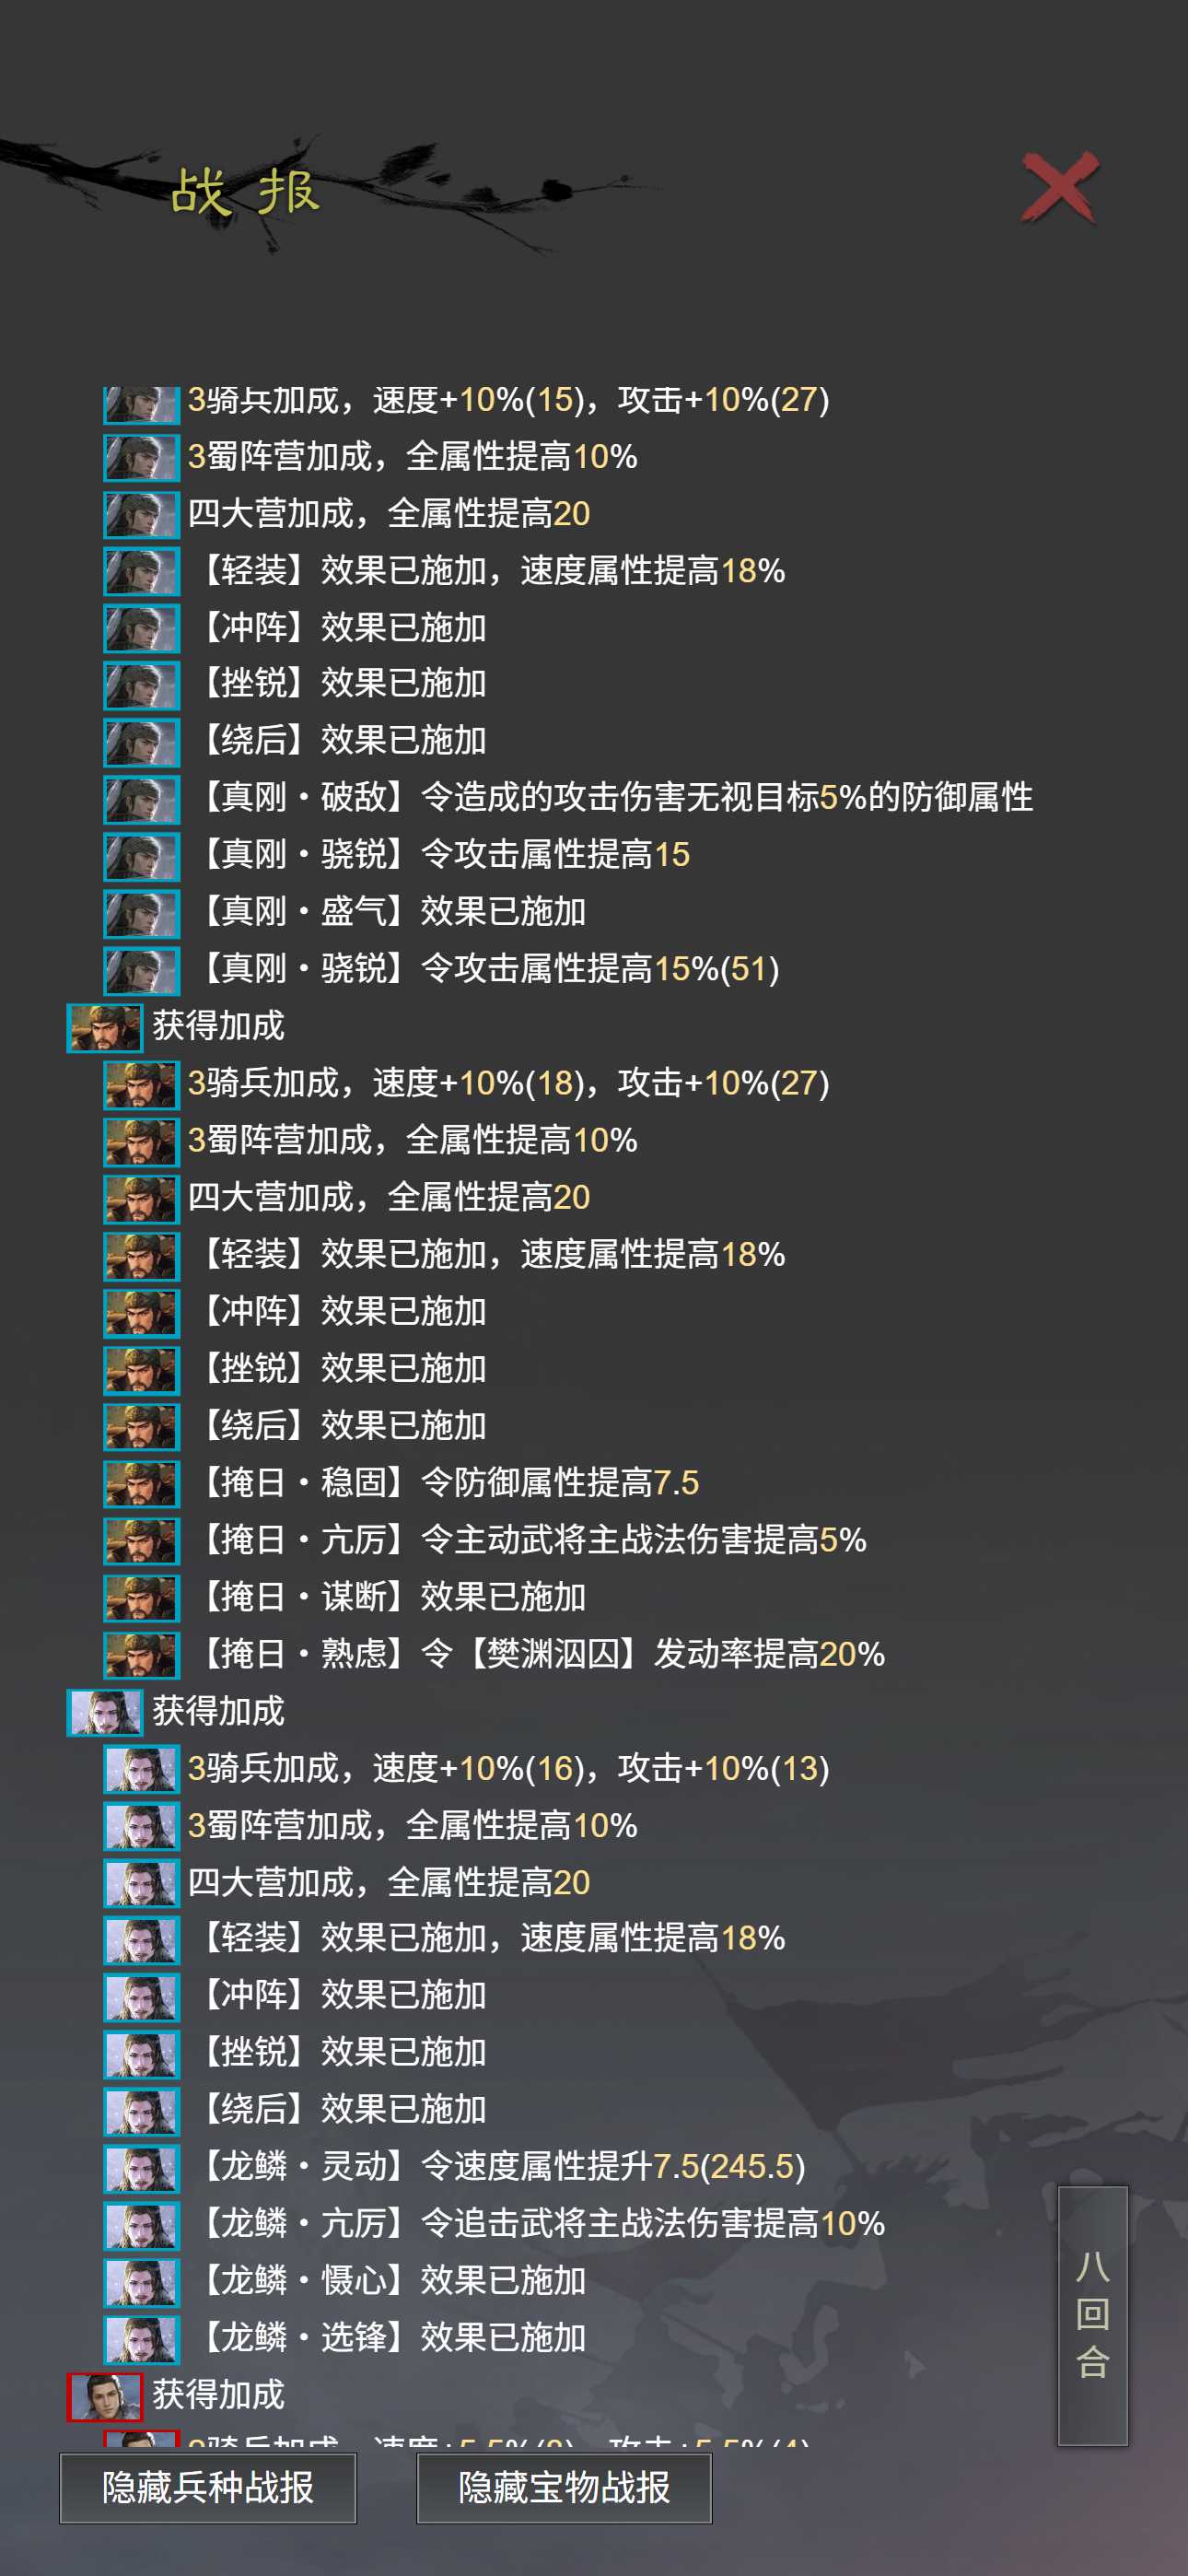 战报
3骑兵加成，速度+10%(15)，攻击+10%(27)
3蜀阵营加成，全属性提高10%
四大营加成，全属性提高20
【轻装】效果已施加，速度属性提高18%
【冲阵】效果已施加
【挫锐】效果已施加
【绕后】效果已施加
【真刚·破敌】令造成的攻击伤害无视目标5%的防御属性
【真刚·骁锐】令攻击属性提高15
【真刚·盛气】效果已施加
【真刚·骁锐】令攻击属性提高15%(51)
获得加成
3骑兵加成，速度+10%(18)，攻击+10%(27)
3蜀阵营加成，全属性提高10%
四大营加成，全属性提高20
【轻装】效果已施加，速度属性提高18%
【冲阵】效果已施加
【挫锐】效果已施加
【绕后】效果已施加
【掩日·稳固】令防御属性提高7.5
【掩日·亢厉】令主动武将主战法伤害提高5%
【掩日·谋断】效果已施加
【掩日·熟虑】令【樊渊泅囚】发动率提高20%
获得加成
3骑兵加成，速度+10%(16)，攻击+10%(13)
3蜀阵营加成，全属性提高10%
四大营加成，全属性提高20
【轻装】效果已施加，速度属性提高18%
【冲阵】效果已施加
【挫锐】效果已施加
【绕后】效果已施加
【龙鳞·灵动】令速度属性提升7.5(245.5)
【龙鳞·亢厉】令追击武将主战法伤害提高10%
【龙鳞·慑心】效果已施加
【龙鳞·选锋】效果已施加
获得加成
八回合
隐藏兵种战报
隐藏宝物战报